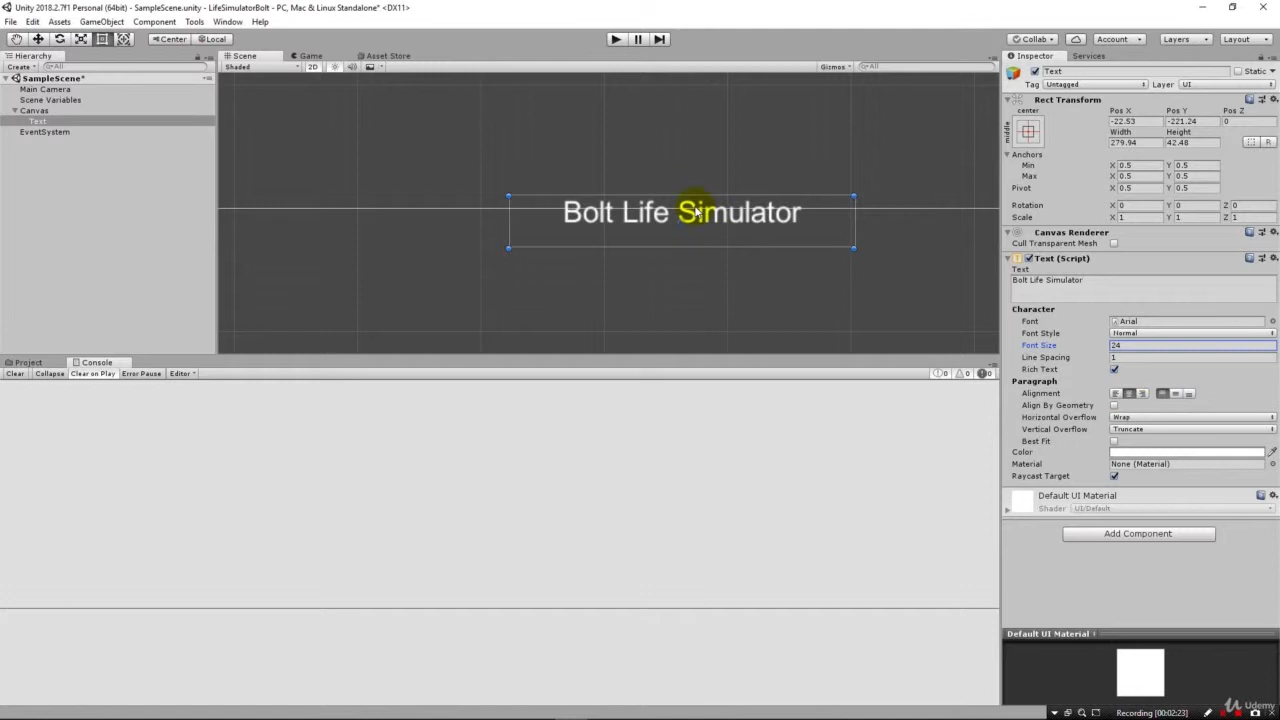 Unity 2018.2.7f1 Personal (64bit) - SampleScene.unity - LifeSimulatorBolt - PC, Mac & Linux Standalone* <DX11>
File Edit Assets GameObject Component Tools Window Help
Center Local
Collab Account Layers Layout
Hierarchy Scene Game Asset Store Inspector Services
Create All Shaded 2D Gizmos All
Text Static
Tag Untagged Layer UI
SampleScene*
Main Camera
Scene Variables
Canvas
Text
EventSystem
Bolt Life Simulator
Rect Transform
center
middle
Pos X Pos Y Pos Z
-22.53 -221.24 0
Width Height
279.94 42.48
R
Anchors
Min X 0.5 Y 0.5
Max X 0.5 Y 0.5
Pivot X 0.5 Y 0.5
Rotation X 0 Y 0 Z 0
Scale X 1 Y 1 Z 1
Canvas Renderer
Cull Transparent Mesh
Text (Script)
Text
Bolt Life Simulator
Character
Font Arial
Font Style Normal
Font Size 24
Line Spacing 1
Rich Text
Paragraph
Alignment
Align By Geometry
Horizontal Overflow Wrap
Vertical Overflow Truncate
Best Fit
Color
Material None (Material)
Raycast Target
Default UI Material
Shader UI/Default
Add Component
Project Console
Clear Collapse Clear on Play Error Pause Editor 0 0 0
Default UI Material
Udemy
Recording [00:02:23]